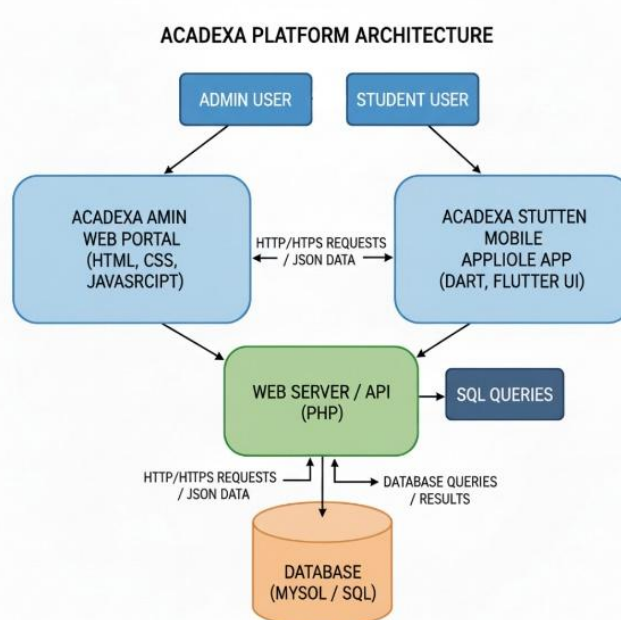 ACADEXA PLATFORM ARCHITECTURE
ADMIN USER
STUDENT USER
ACADEXA AMIN
WEB PORTAL
(HTML, CSS,
JAVASRCIPT)
HTTP/HTPS REQUESTS
/ JSON DATA
ACADEXA STUTTEN
MOBILE
APPLIOLE APP
(DART, FLUTTER UI)
WEB SERVER / API
(PHP)
SQL QUERIES
HTTP/HTTPS REQUESTS
/ JSON DATA
DATABASE QUERIES
/ RESULTS
DATABASE
(MYSOL / SQL)